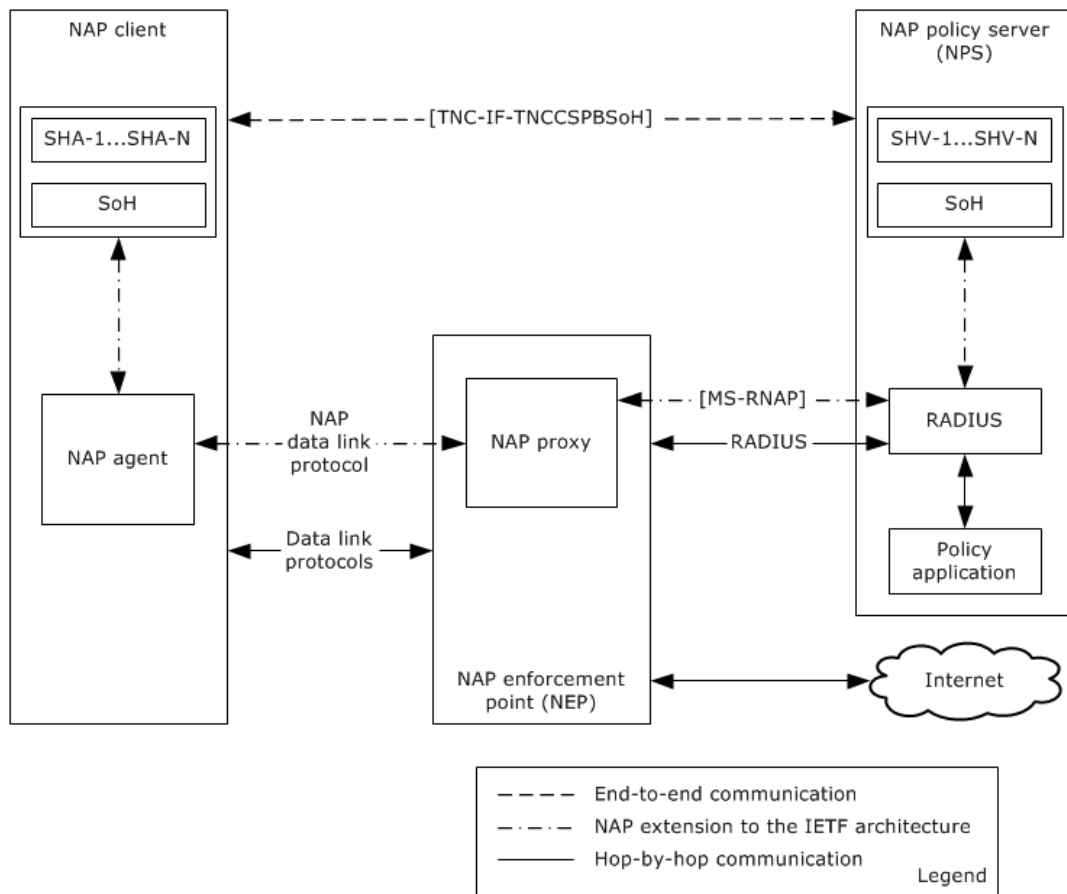 NAP client
NAP policy server
(NPS)
[TNC-IF-TNCCSPBSoH]
SHA-1...SHA-N
SoH
SHV-1...SHV-N
SoH
NAP agent
NAP
data link
protocol
NAP proxy
[MS-RNAP]
RADIUS
RADIUS
Data link
protocols
Policy
application
NAP enforcement
point (NEP)
Internet
End-to-end communication
NAP extension to the IETF architecture
Hop-by-hop communication
Legend